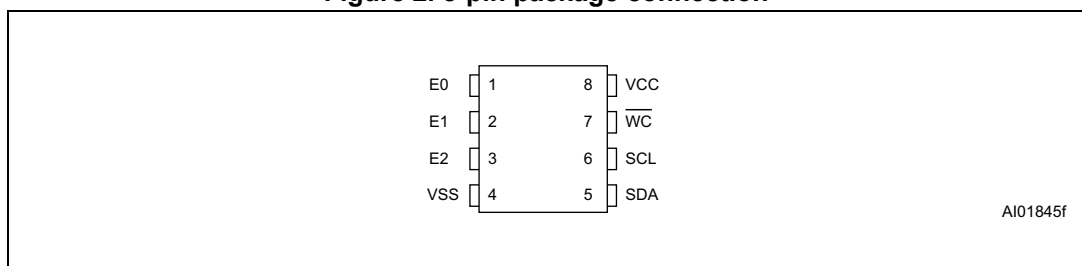 Figure 2. 8-pin package connection
E0 1 8 VCC
E1 2 7 W̅C̅
E2 3 6 SCL
VSS 4 5 SDA
AI01845f